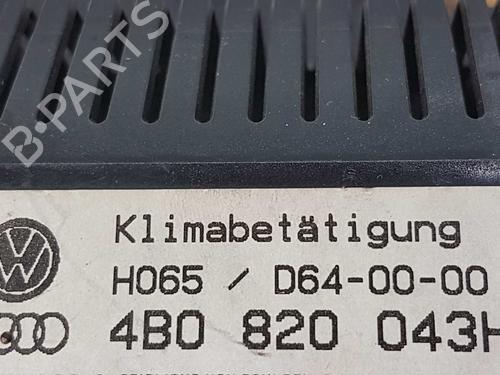 B-PARTS
Klimabetätigung
H065 / D64-00-00
4B0 820 043H